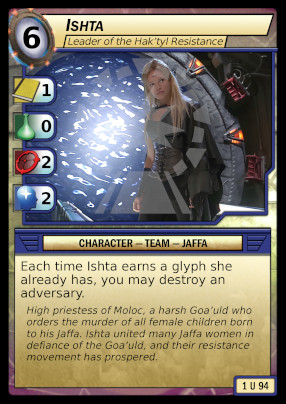 6
Ishta
Leader of the Hak'tyl Resistance
1
0
2
2
CHARACTER – TEAM – JAFFA
Each time Ishta earns a glyph she
already has, you may destroy an
adversary.
High priestess of Moloc, a harsh Goa'uld who
orders the murder of all female children born
to his Jaffa. Ishta united many Jaffa women in
defiance of the Goa'uld, and their resistance
movement has prospered.
1 U 94